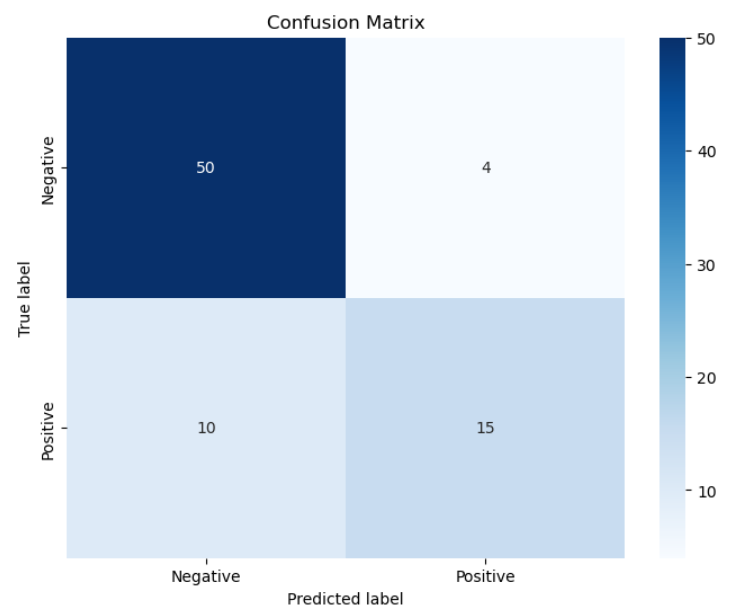 Confusion Matrix
True label
Negative
50
4
Positive
10
15
Negative
Positive
Predicted label
50
40
30
20
10